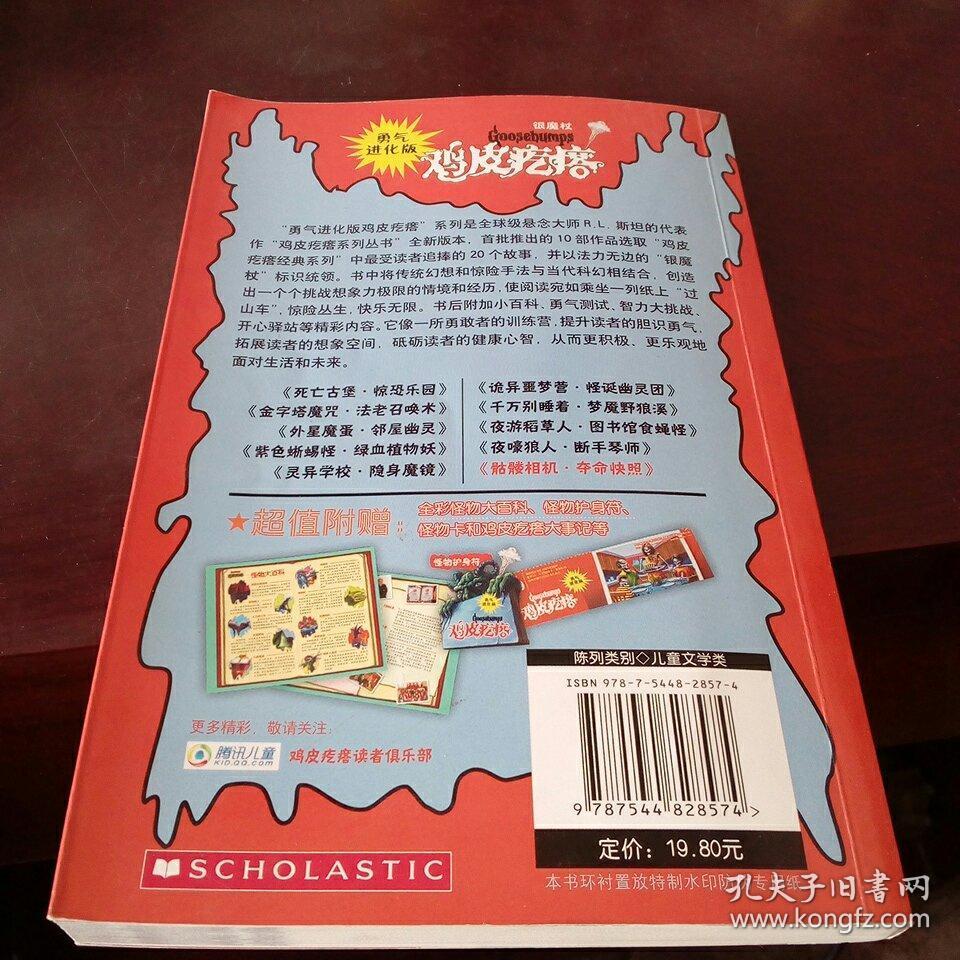 勇气
进化版
银魔杖
Goosebumps
鸡皮疙瘩
“勇气进化版鸡皮疙瘩”系列是全球级悬念大师R.L.斯坦的代表
作“鸡皮疙瘩系列丛书”全新版本，首批推出的10部作品选取“鸡皮
疙瘩经典系列”中最受读者追捧的20个故事，并以法力无边的“银魔
杖”标识统领。书中将传统幻想和惊险手法与当代科幻相结合，创造
出一个个挑战想象力极限的情境和经历，使阅读宛如乘坐一列纸上“过
山车”，惊险丛生，快乐无限。书后附加小百科、勇气测试、智力大挑战、
开心驿站等精彩内容。它像一所勇敢者的训练营，提升读者的胆识勇气，
拓展读者的想象空间，砥砺读者的健康心智，从而更积极、更乐观地
面对生活和未来。
《死亡古堡·惊恐乐园》
《金字塔魔咒·法老召唤术》
《外星魔蛋·邻屋幽灵》
《紫色蜥蜴怪·绿血植物妖》
《灵异学校·隐身魔镜》
《诡异噩梦营·怪诞幽灵团》
《千万别睡着·梦魇野狼溪》
《夜游稻草人·图书馆食蝇怪》
《夜嚎狼人·断手琴师》
《骷髅相机·夺命快照》
★超值附赠：
全彩怪物大百科、怪物护身符、
怪物卡和鸡皮疙瘩大事记等
怪物大百科
怪物护身符
Goosebumps
鸡皮疙瘩
鸡皮疙瘩
陈列类别◇儿童文学类
ISBN 978-7-5448-2857-4
9 787544 828574 >
定价：19.80元
更多精彩，敬请关注：
腾讯儿童
KID.QQ.COM
鸡皮疙瘩读者俱乐部
SCHOLASTIC
本书环衬置放特制水印防
专
纸
孔夫子旧书网
www.kongfz.com